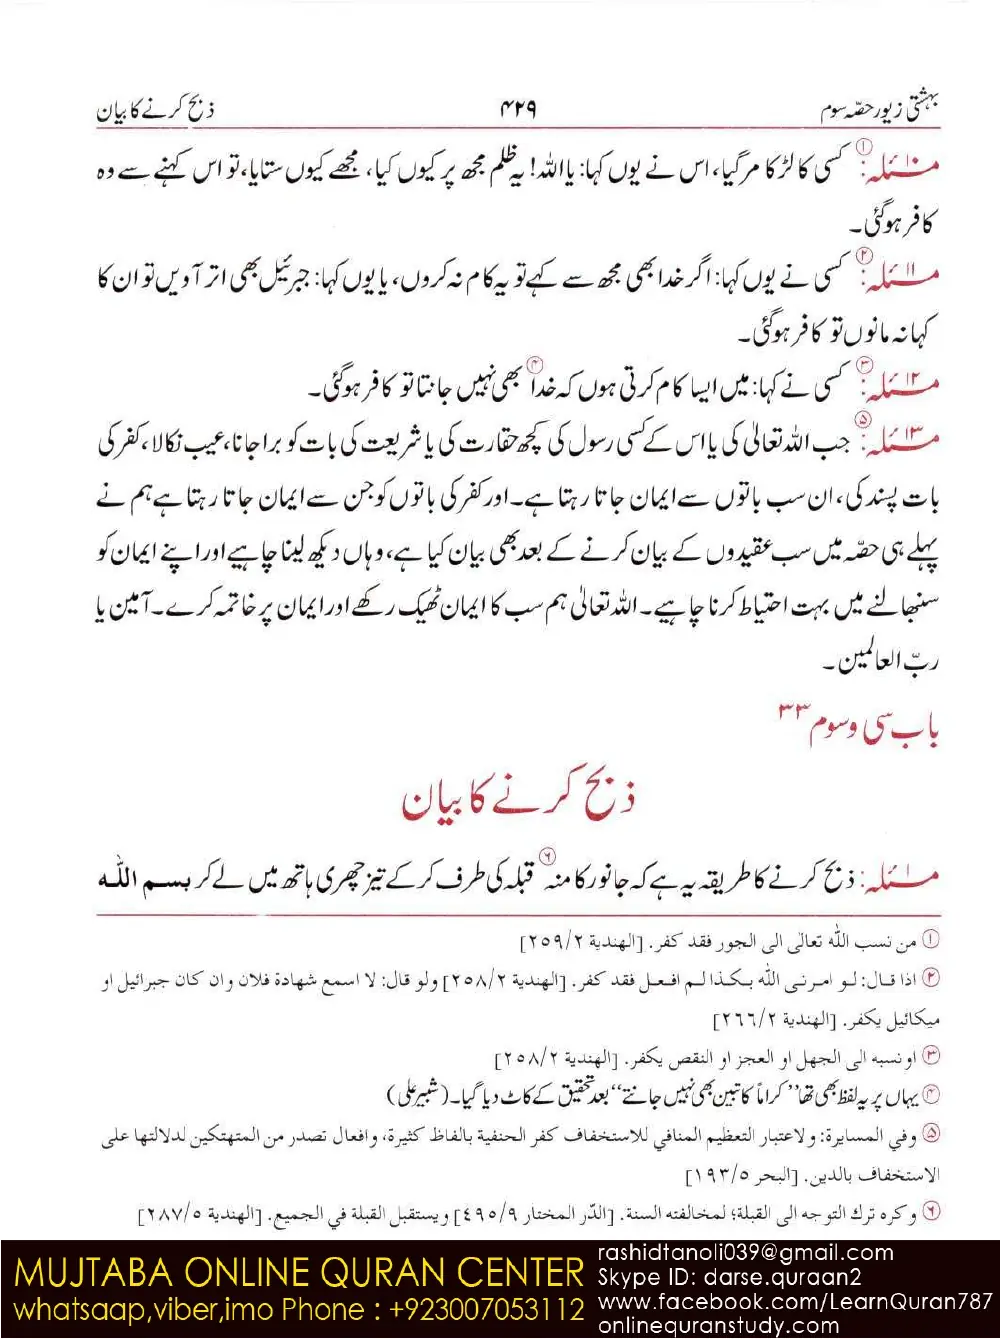 بہشتی زیور حصّہ سوم ۴۲۹ ذبح کرنے کا بیان
مسئلہ ۱۰: ① کسی کا لڑکا مر گیا، اس نے یوں کہا: یا اللہ! یہ ظلم مجھ پر کیوں کیا، مجھے کیوں ستایا، تو اس کہنے سے وہ
کافر ہوگئی۔
مسئلہ ۱۱: ② کسی نے یوں کہا: اگر خدا بھی مجھ سے کہے تو یہ کام نہ کروں، یا یوں کہا: جبرئیل بھی اتر آویں تو ان کا
کہا نہ مانوں تو کافر ہوگئی۔
مسئلہ ۱۲: ③ کسی نے کہا: میں ایسا کام کرتی ہوں کہ خدا ④ بھی نہیں جانتا تو کافر ہوگئی۔
مسئلہ ۱۳: ⑤ جب اللہ تعالیٰ کی یا اس کے کسی رسول کی کچھ حقارت کی یا شریعت کی بات کو برا جانا، عیب نکالا، کفر کی
بات پسند کی، ان سب باتوں سے ایمان جاتا رہتا ہے۔ اور کفر کی باتوں کو جن سے ایمان جاتا رہتا ہے ہم نے
پہلے ہی حصّہ میں سب عقیدوں کے بیان کرنے کے بعد بھی بیان کیا ہے، وہاں دیکھ لینا چاہیے اور اپنے ایمان کو
سنبھالنے میں بہت احتیاط کرنا چاہیے۔ اللہ تعالیٰ ہم سب کا ایمان ٹھیک رکھے اور ایمان پر خاتمہ کرے۔ آمین یا
ربّ العالمین۔
باب سی وسوم ۳۳
ذبح کرنے کا بیان
مسئلہ ۱: ذبح کرنے کا طریقہ یہ ہے کہ جانور کا منہ ⑥ قبلہ کی طرف کر کے تیز چھری ہاتھ میں لے کر بسم اللہ
① من نسب الله تعالى الى الجور فقد كفر. [الهندية ٢/٢٥٩]
② اذا قال: لو امرنى الله بكذا لم افعل فقد كفر. [الهندية ٢/٢٥٨] ولو قال: لا اسمع شهادة فلان وان كان جبرائيل او
ميكائيل يكفر. [الهندية ٢/٢٦٦]
③ او نسبه الى الجهل او العجز او النقص يكفر. [الهندية ٢/٢٥٨]
④ یہاں پر یہ لفظ بھی تھا "کراماً کاتبین بھی نہیں جانتے" بعد تحقیق کے کاٹ دیا گیا۔ (شبیر علی)
⑤ وفي المسايرة: ولاعتبار التعظيم المنافي للاستخفاف كفر الحنفية بالفاظ كثيرة، وافعال تصدر من المتهتكين لدلالتها على
الاستخفاف بالدين. [البحر ٥/١٩٣]
⑥ وكره ترك التوجه الى القبلة؛ لمخالفته السنة. [الدّر المختار ٩/٤٩٥] ويستقبل القبلة في الجميع. [الهندية ٥/٢٨٧]
MUJTABA ONLINE QURAN CENTER
whatsaap,viber,imo Phone : +923007053112
rashidtanoli039@gmail.com
Skype ID: darse.quraan2
www.facebook.com/LearnQuran787
onlinequranstudy.com